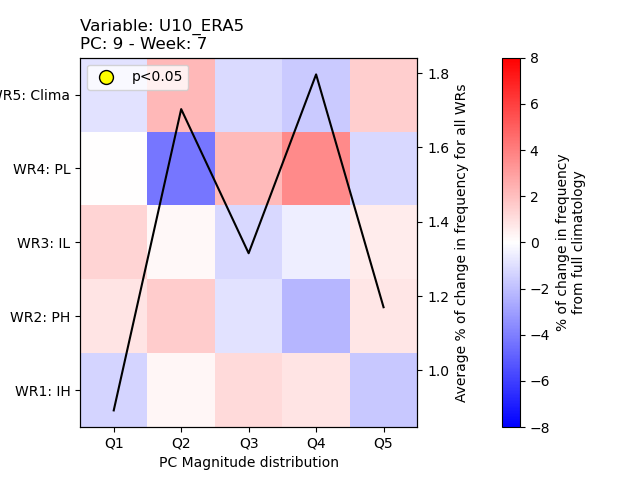 Variable: U10_ERA5
PC: 9 - Week: 7
p<0.05
WR5: Clima
WR4: PL
WR3: IL
WR2: PH
WR1: IH
Q1 Q2 Q3 Q4 Q5
PC Magnitude distribution
1.8
1.6
1.4
1.2
1.0
Average % of change in frequency for all WRs
8
6
4
2
0
−2
−4
−6
−8
% of change in frequency
from full climatology